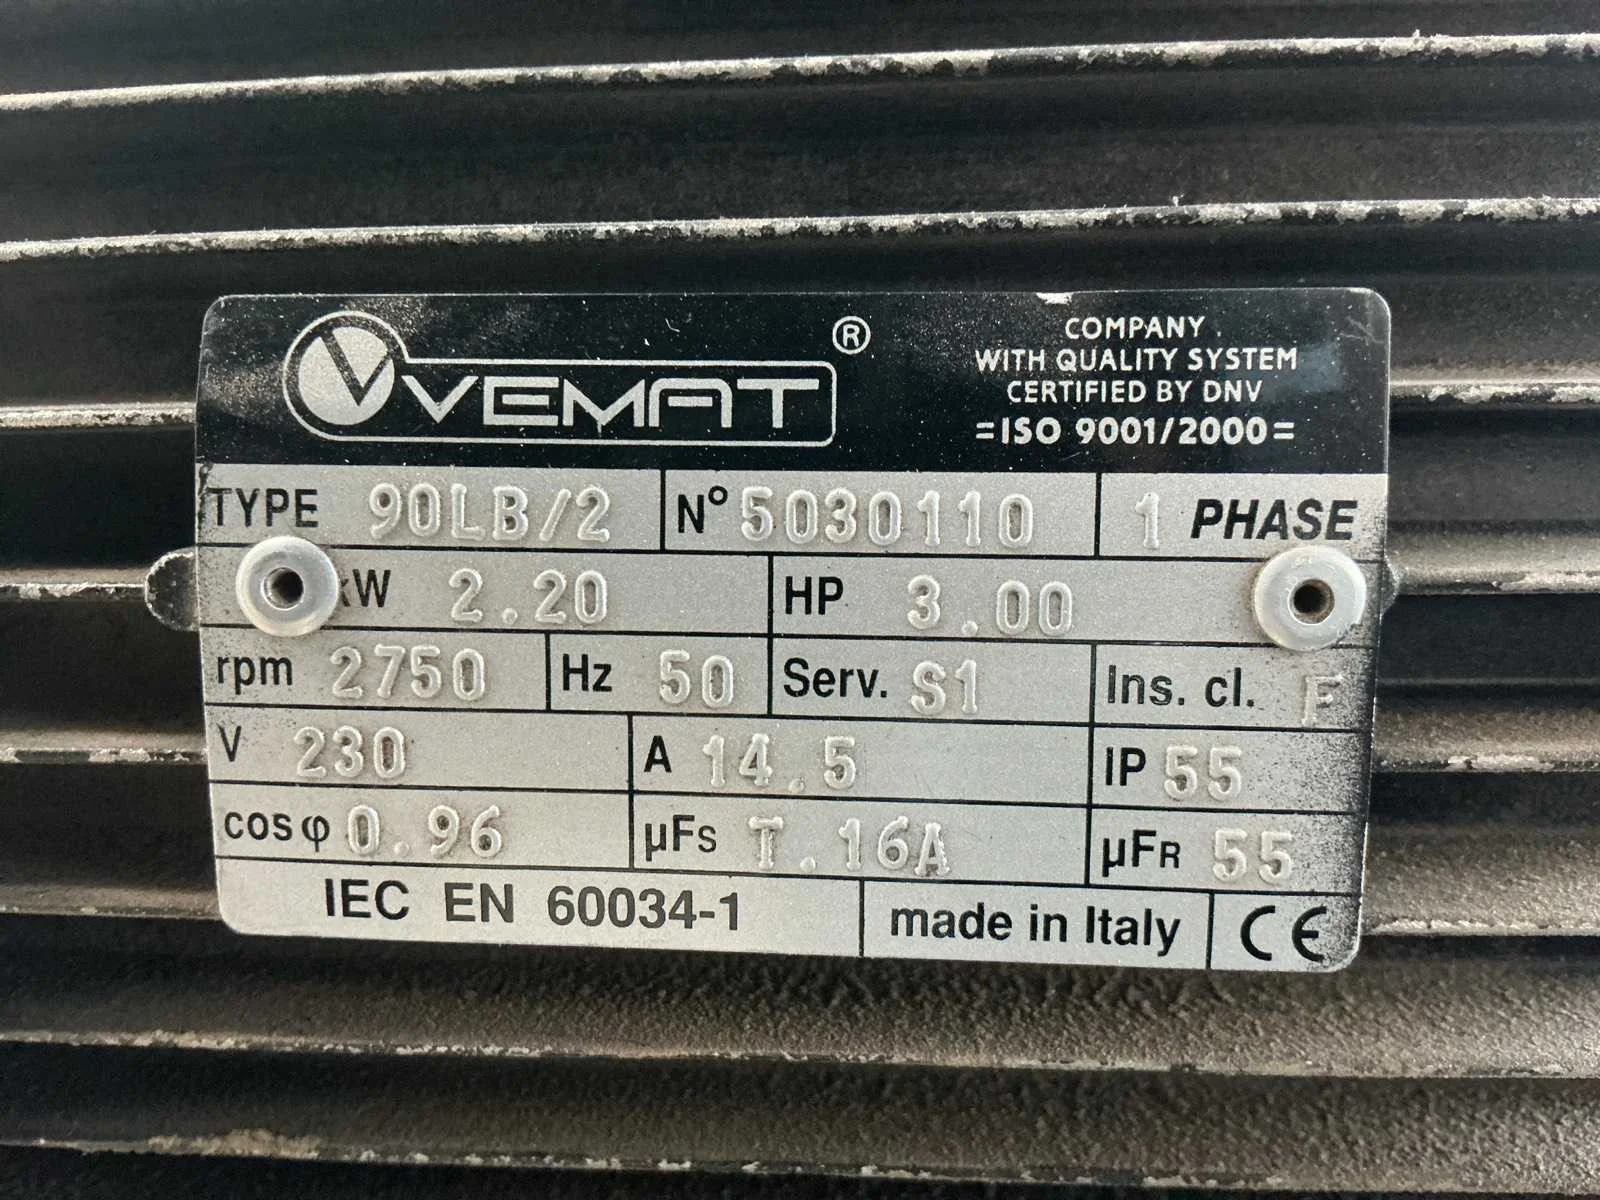 V VEMAT ®
COMPANY
WITH QUALITY SYSTEM
CERTIFIED BY DNV
=ISO 9001/2000=
TYPE 90LB/2 N° 5030110 1 PHASE
kW 2.20 HP 3.00
rpm 2750 Hz 50 Serv. S1 Ins. cl. F
V 230 A 14.5 IP 55
cosφ 0.96 µFs T.16A µFR 55
IEC EN 60034-1 made in Italy CE